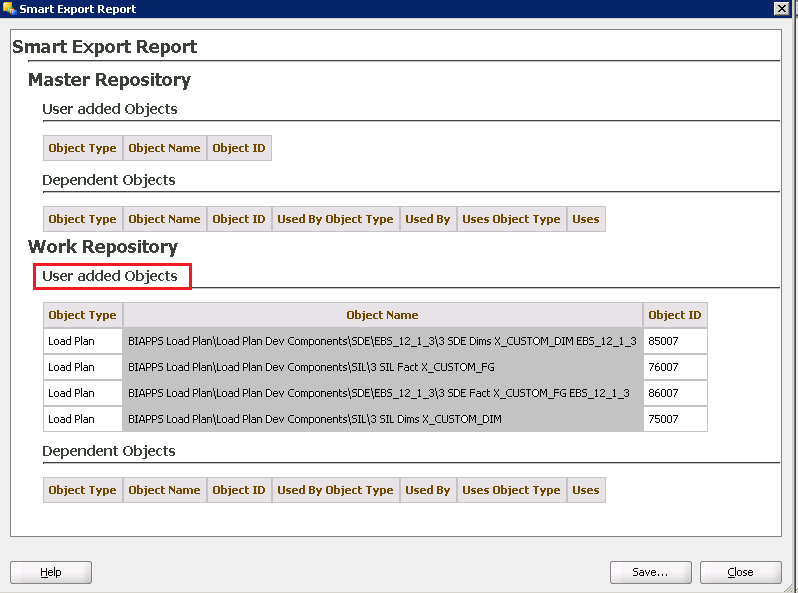 Smart Export Report
Smart Export Report
Master Repository
User added Objects
Object Type Object Name Object ID
Dependent Objects
Object Type Object Name Object ID Used By Object Type Used By Uses Object Type Uses
Work Repository
User added Objects
Object Type Object Name Object ID
Load Plan BIAPPS Load Plan\Load Plan Dev Components\SDE\EBS_12_1_3\3 SDE Dims X_CUSTOM_DIM EBS_12_1_3 85007
Load Plan BIAPPS Load Plan\Load Plan Dev Components\SIL\3 SIL Fact X_CUSTOM_FG 76007
Load Plan BIAPPS Load Plan\Load Plan Dev Components\SDE\EBS_12_1_3\3 SDE Fact X_CUSTOM_FG EBS_12_1_3 86007
Load Plan BIAPPS Load Plan\Load Plan Dev Components\SIL\3 SIL Dims X_CUSTOM_DIM 75007
Dependent Objects
Object Type Object Name Object ID Used By Object Type Used By Uses Object Type Uses
Help Save... Close